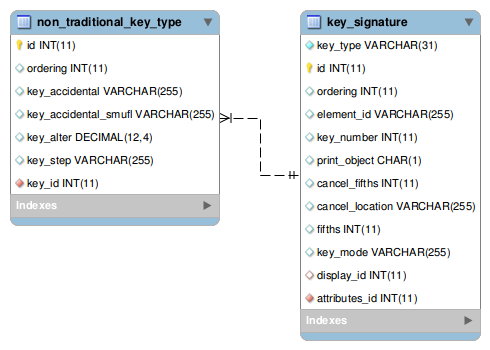 non_traditional_key_type
id INT(11)
ordering INT(11)
key_accidental VARCHAR(255)
key_accidental_smufl VARCHAR(255)
key_alter DECIMAL(12,4)
key_step VARCHAR(255)
key_id INT(11)
Indexes
key_signature
key_type VARCHAR(31)
id INT(11)
ordering INT(11)
element_id VARCHAR(255)
key_number INT(11)
print_object CHAR(1)
cancel_fifths INT(11)
cancel_location VARCHAR(255)
fifths INT(11)
key_mode VARCHAR(255)
display_id INT(11)
attributes_id INT(11)
Indexes